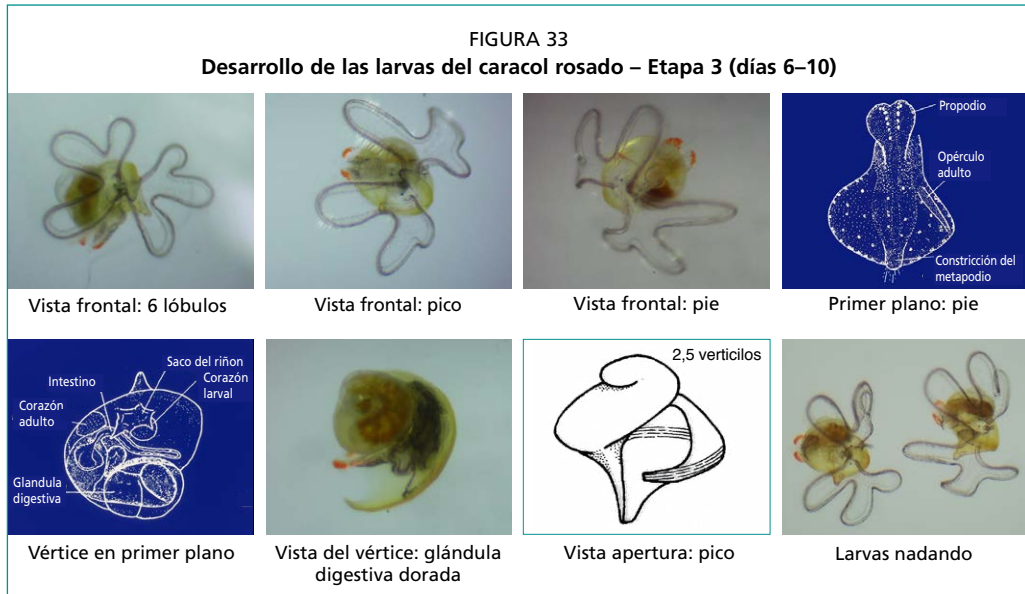 FIGURA 33
Desarrollo de las larvas del caracol rosado – Etapa 3 (días 6–10)
Propodio
Opérculo
adulto
Constricción del
metapodio
Vista frontal: 6 lóbulos
Vista frontal: pico
Vista frontal: pie
Primer plano: pie
Saco del riñon
Intestino
Corazón
larval
Corazón
adulto
Glandula
digestiva
2,5 verticilos
Vértice en primer plano
Vista del vértice: glándula
digestiva dorada
Vista apertura: pico
Larvas nadando